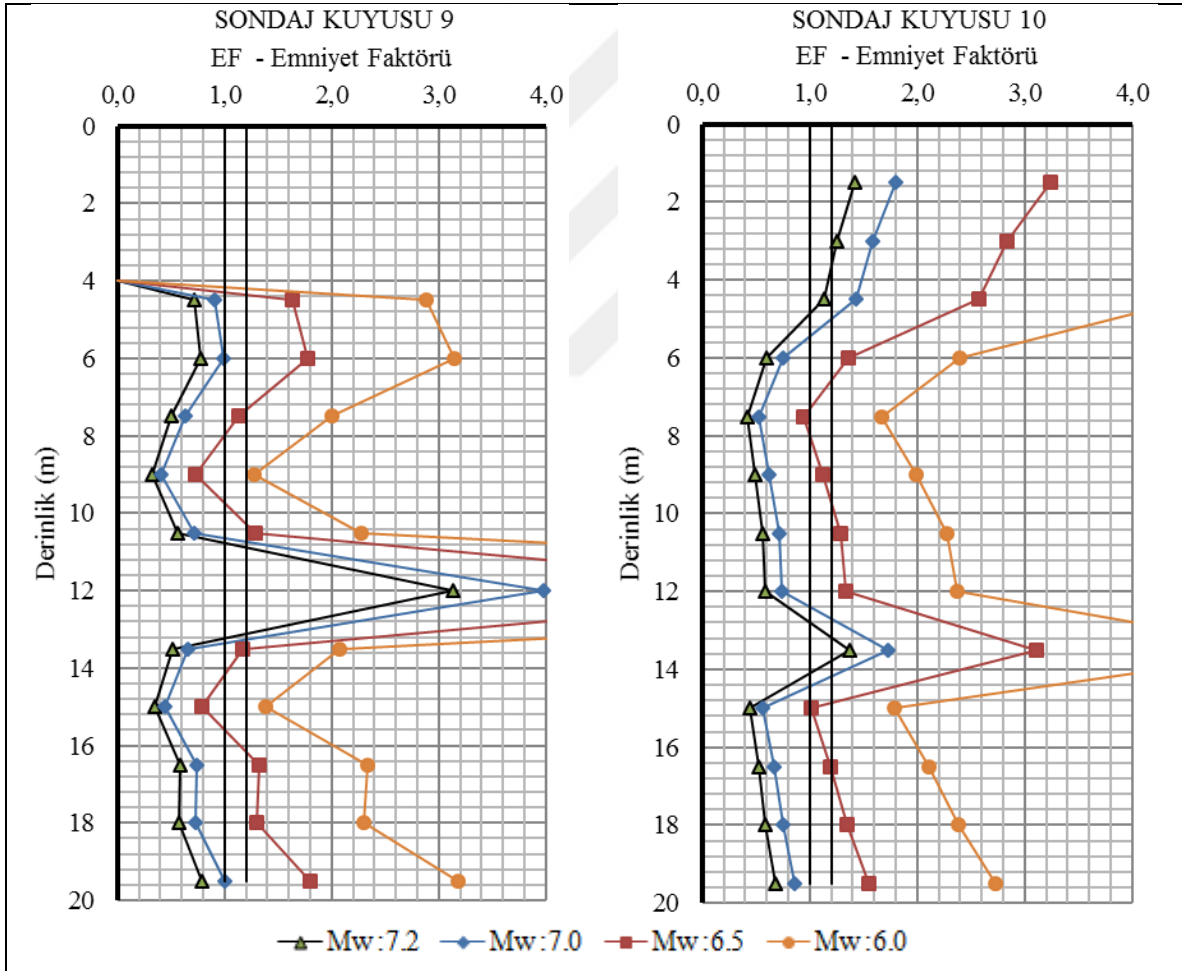 SONDAJ KUYUSU 9
EF - Emniyet Faktörü
0,0 1,0 2,0 3,0 4,0
0
2
4
6
8
10
12
14
16
18
20
Derinlik (m)
SONDAJ KUYUSU 10
EF - Emniyet Faktörü
0,0 1,0 2,0 3,0 4,0
0
2
4
6
8
10
12
14
16
18
20
Derinlik (m)
Mw:7.2 Mw:7.0 Mw:6.5 Mw:6.0